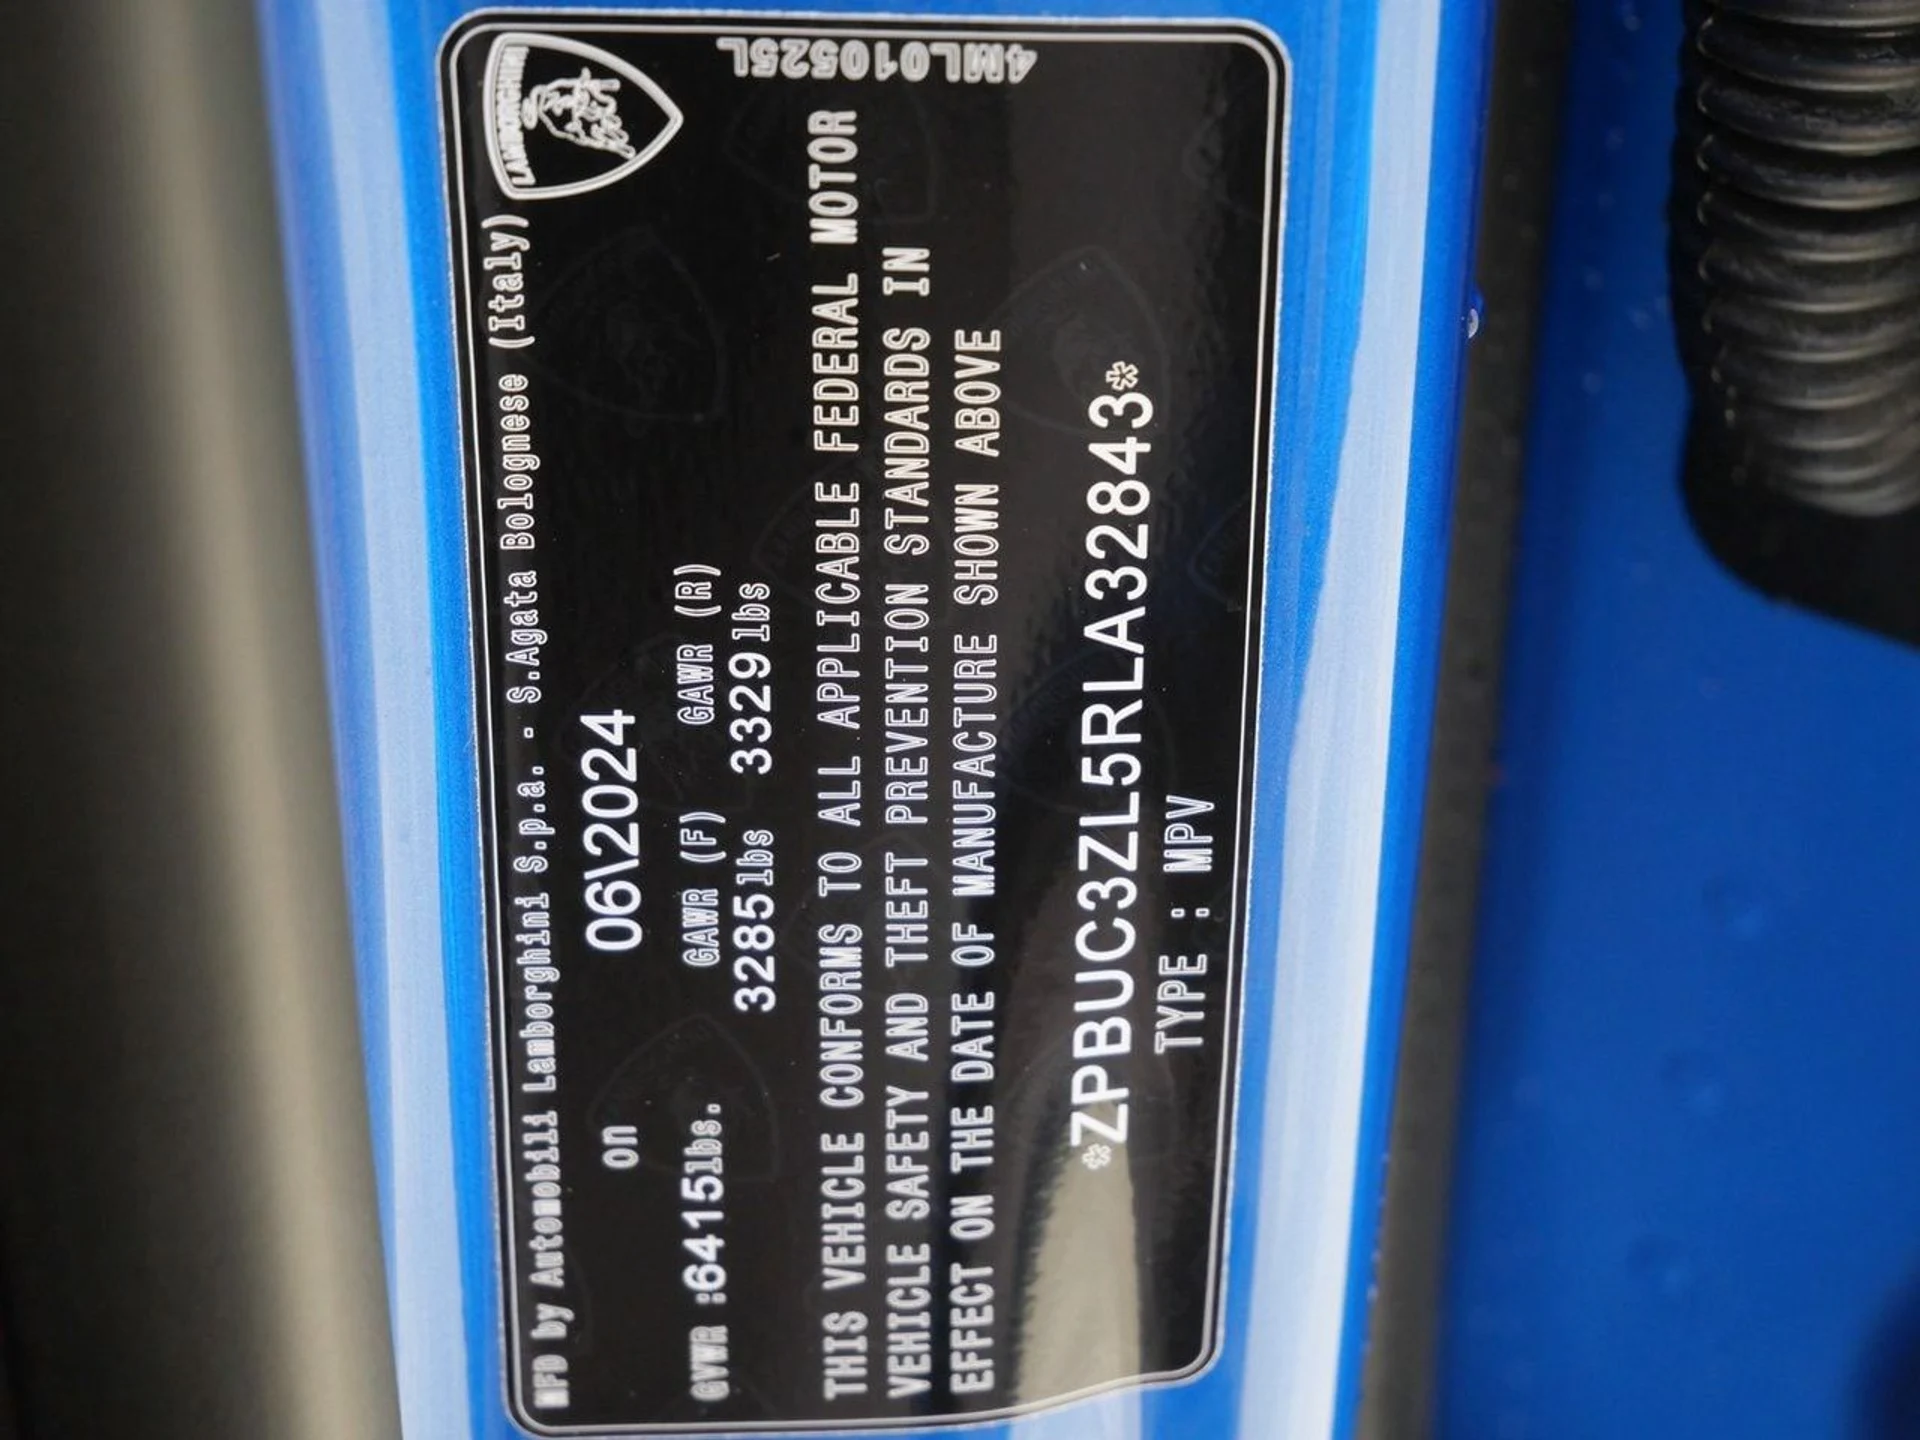 MFD by Automobili Lamborghini S.p.a. - S.Agata Bolognese (Italy)
LAMBORGHINI
on 06\2024
GVWR :6415lbs. GAWR (F) GAWR (R)
3285lbs 3329lbs
THIS VEHICLE CONFORMS TO ALL APPLICABLE FEDERAL MOTOR
VEHICLE SAFETY AND THEFT PREVENTION STANDARDS IN
EFFECT ON THE DATE OF MANUFACTURE SHOWN ABOVE
*ZPBUC3ZL5RLA32843*
TYPE : MPV
4ML010525L